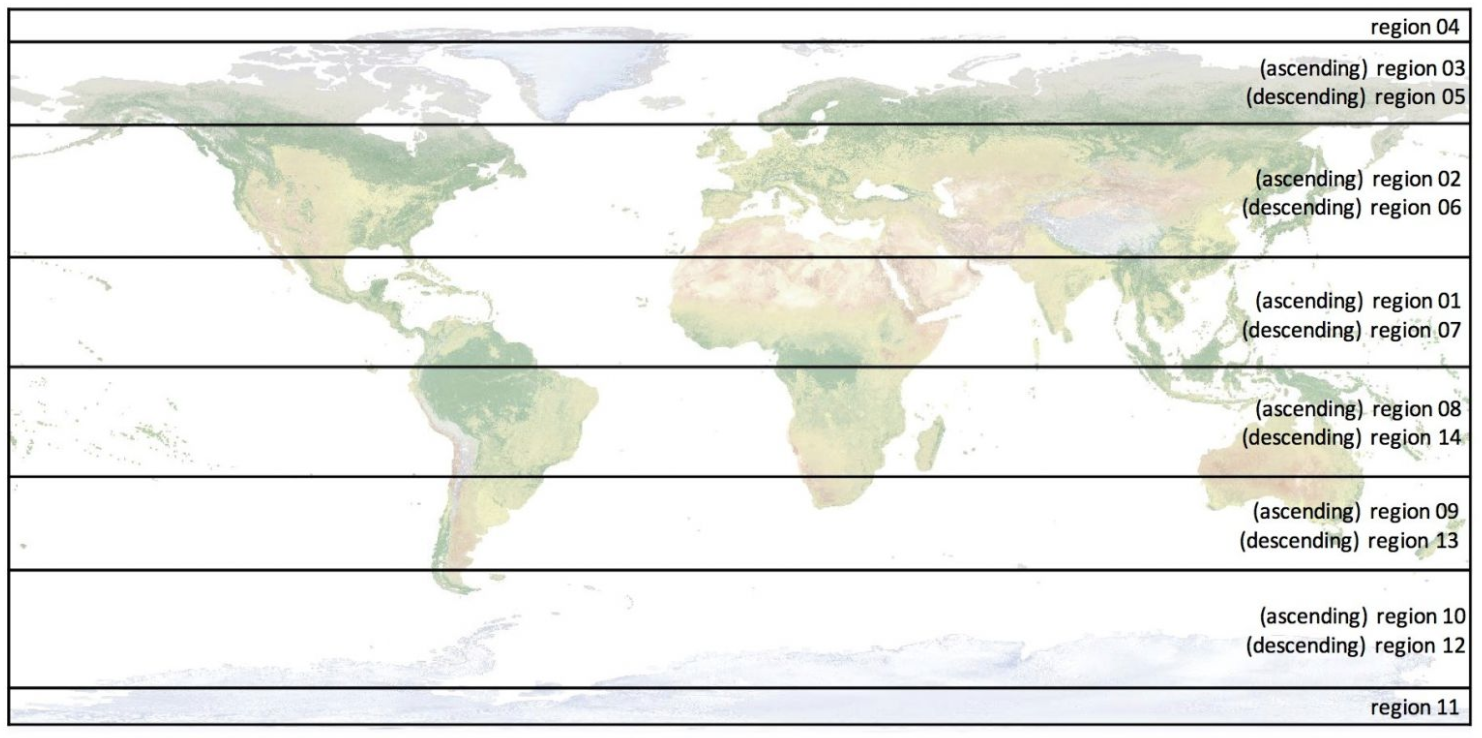 region 04
(ascending) region 03
(descending) region 05
(ascending) region 02
(descending) region 06
(ascending) region 01
(descending) region 07
(ascending) region 08
(descending) region 14
(ascending) region 09
(descending) region 13
(ascending) region 10
(descending) region 12
region 11